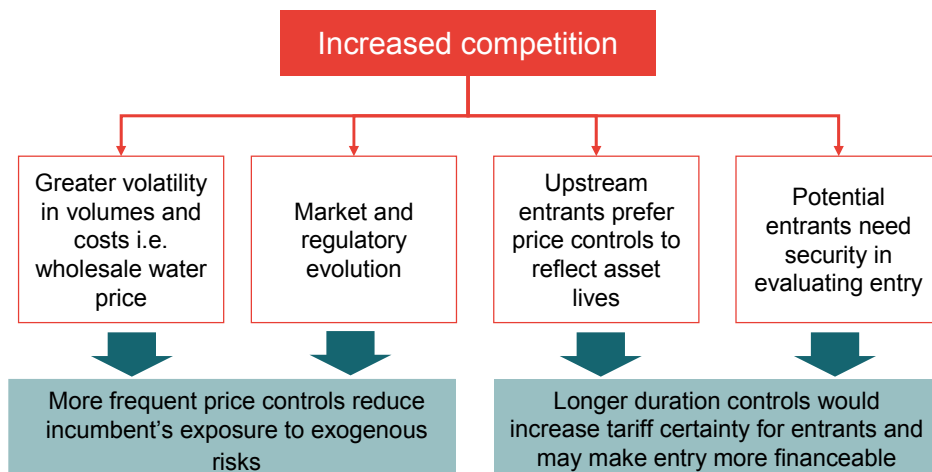 Increased competition
Greater volatility
in volumes and
costs i.e.
wholesale water
price
Market and
regulatory
evolution
Upstream
entrants prefer
price controls to
reflect asset
lives
Potential
entrants need
security in
evaluating entry
More frequent price controls reduce
incumbent’s exposure to exogenous
risks
Longer duration controls would
increase tariff certainty for entrants and
may make entry more financeable